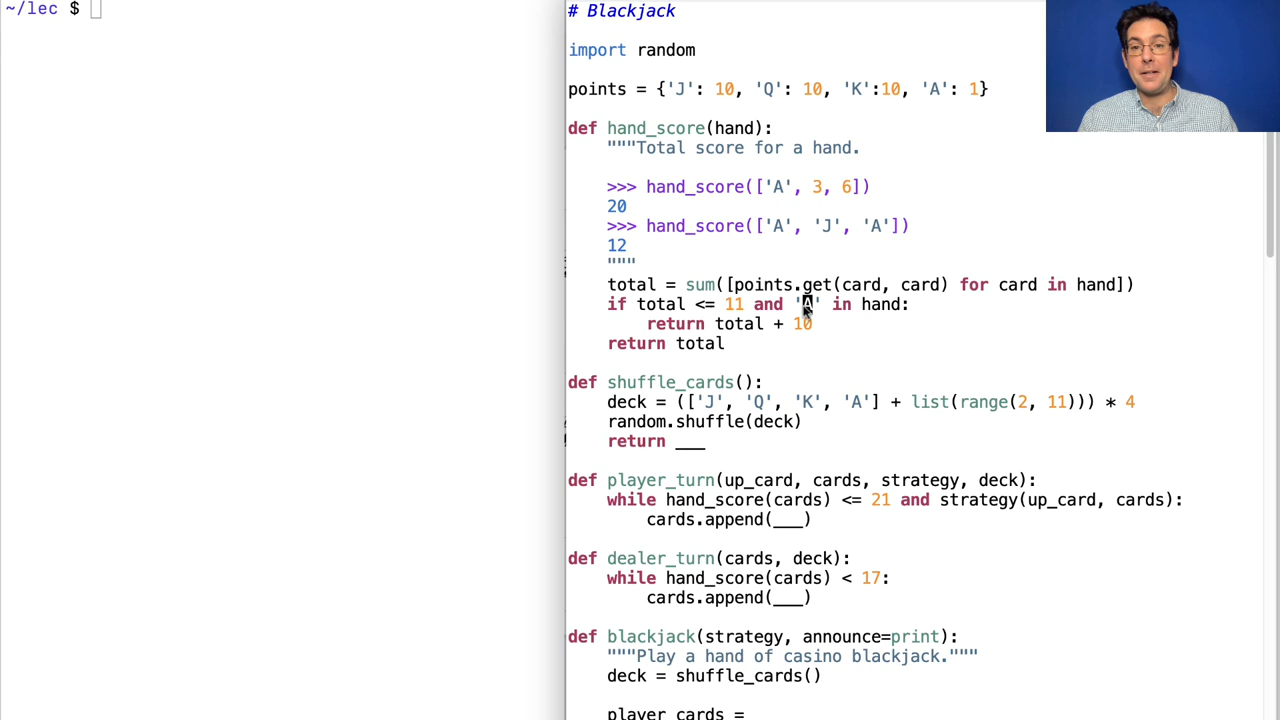 ~/lec $
# Blackjack
import random
points = {'J': 10, 'Q': 10, 'K':10, 'A': 1}
def hand_score(hand):
"""Total score for a hand.
>>> hand_score(['A', 3, 6])
20
>>> hand_score(['A', 'J', 'A'])
12
"""
total = sum([points.get(card, card) for card in hand])
if total <= 11 and 'A' in hand:
return total + 10
return total
def shuffle_cards():
deck = (['J', 'Q', 'K', 'A'] + list(range(2, 11))) * 4
random.shuffle(deck)
return ___
def player_turn(up_card, cards, strategy, deck):
while hand_score(cards) <= 21 and strategy(up_card, cards):
cards.append(___)
def dealer_turn(cards, deck):
while hand_score(cards) < 17:
cards.append(___)
def blackjack(strategy, announce=print):
"""Play a hand of casino blackjack."""
deck = shuffle_cards()
player_cards =